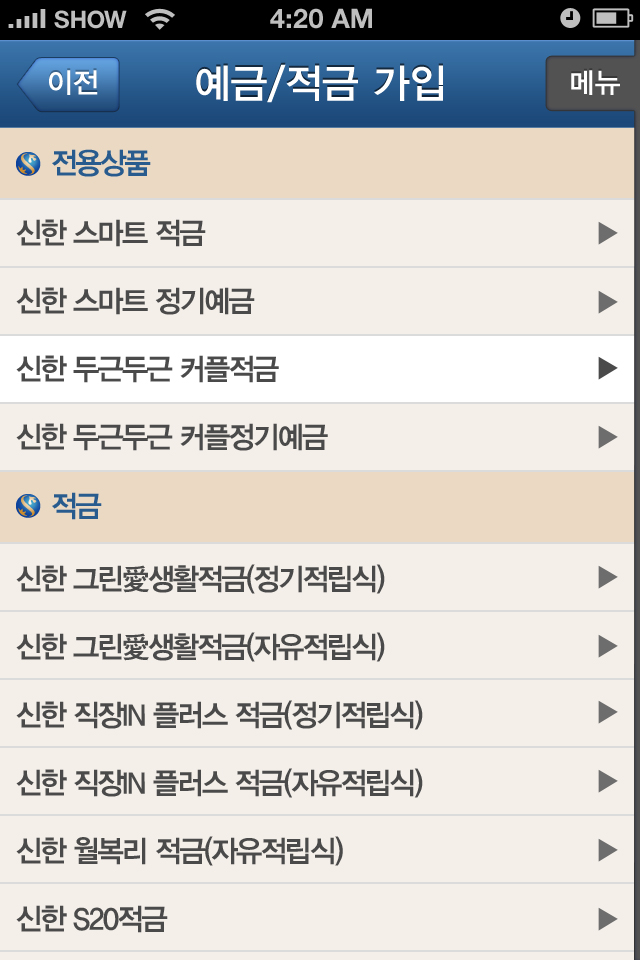 SHOW 4:20 AM
이전 예금/적금 가입 메뉴
전용상품
신한 스마트 적금
신한 스마트 정기예금
신한 두근두근 커플적금
신한 두근두근 커플정기예금
적금
신한 그린愛생활적금(정기적립식)
신한 그린愛생활적금(자유적립식)
신한 직장IN 플러스 적금(정기적립식)
신한 직장IN 플러스 적금(자유적립식)
신한 월복리 적금(자유적립식)
신한 S20적금